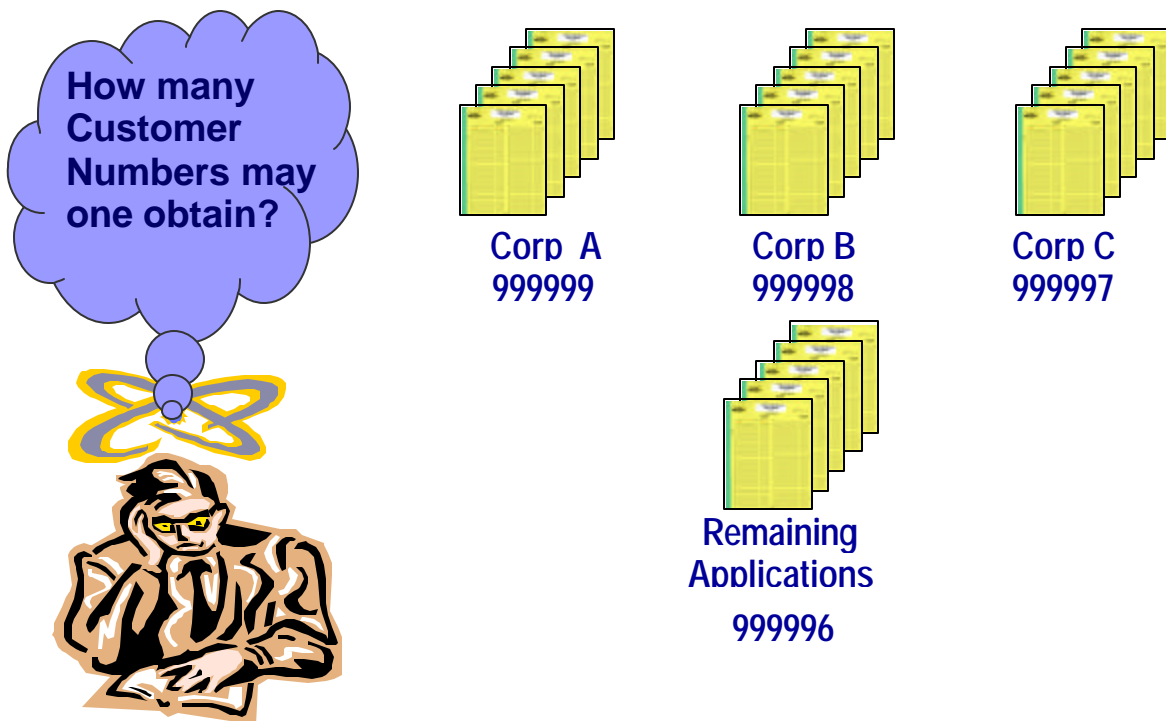 How many
Customer
Numbers may
one obtain?
Corp A
999999
Corp B
999998
Corp C
999997
Remaining
Applications
999996